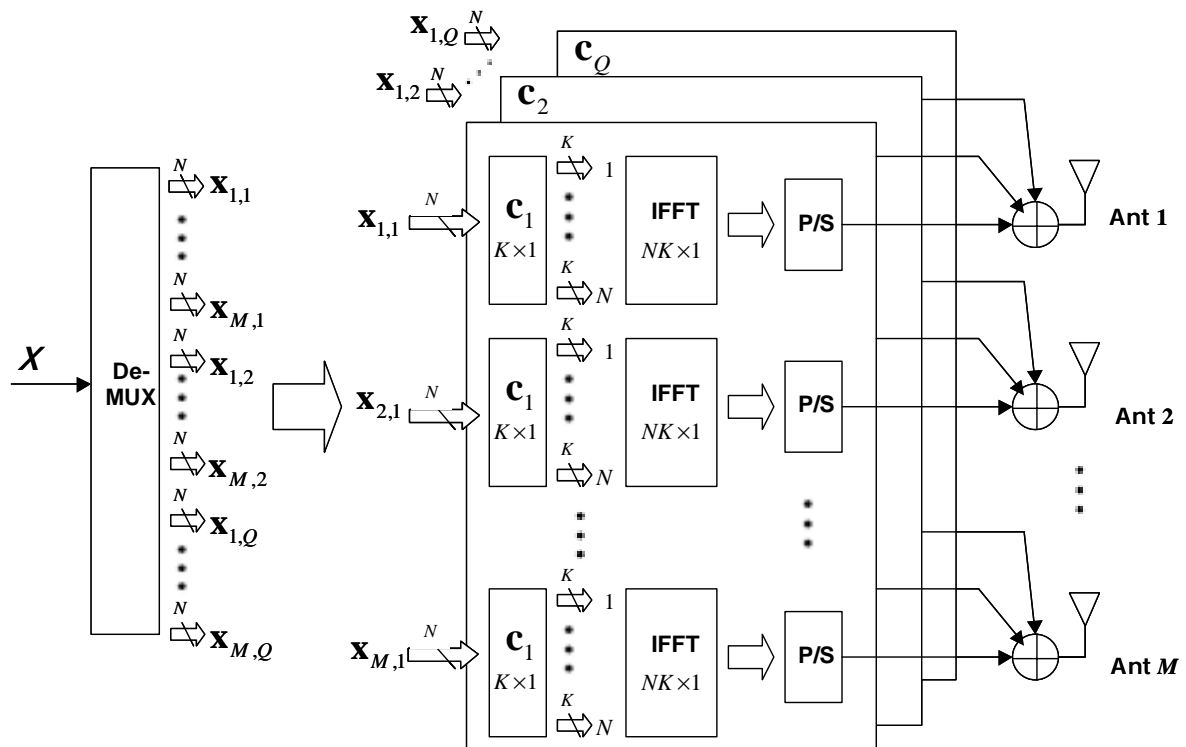 N
x1,Q
N
x1,2
cQ
c2
X
De-
MUX
N
x1,1
N
xM,1
N
x1,2
N
xM,2
N
x1,Q
N
xM,Q
x1,1
N
c1
K×1
K
1
K
N
IFFT
NK×1
P/S
Ant 1
x2,1
N
c1
K×1
K
1
K
N
IFFT
NK×1
P/S
Ant 2
xM,1
N
c1
K×1
K
1
K
N
IFFT
NK×1
P/S
Ant M